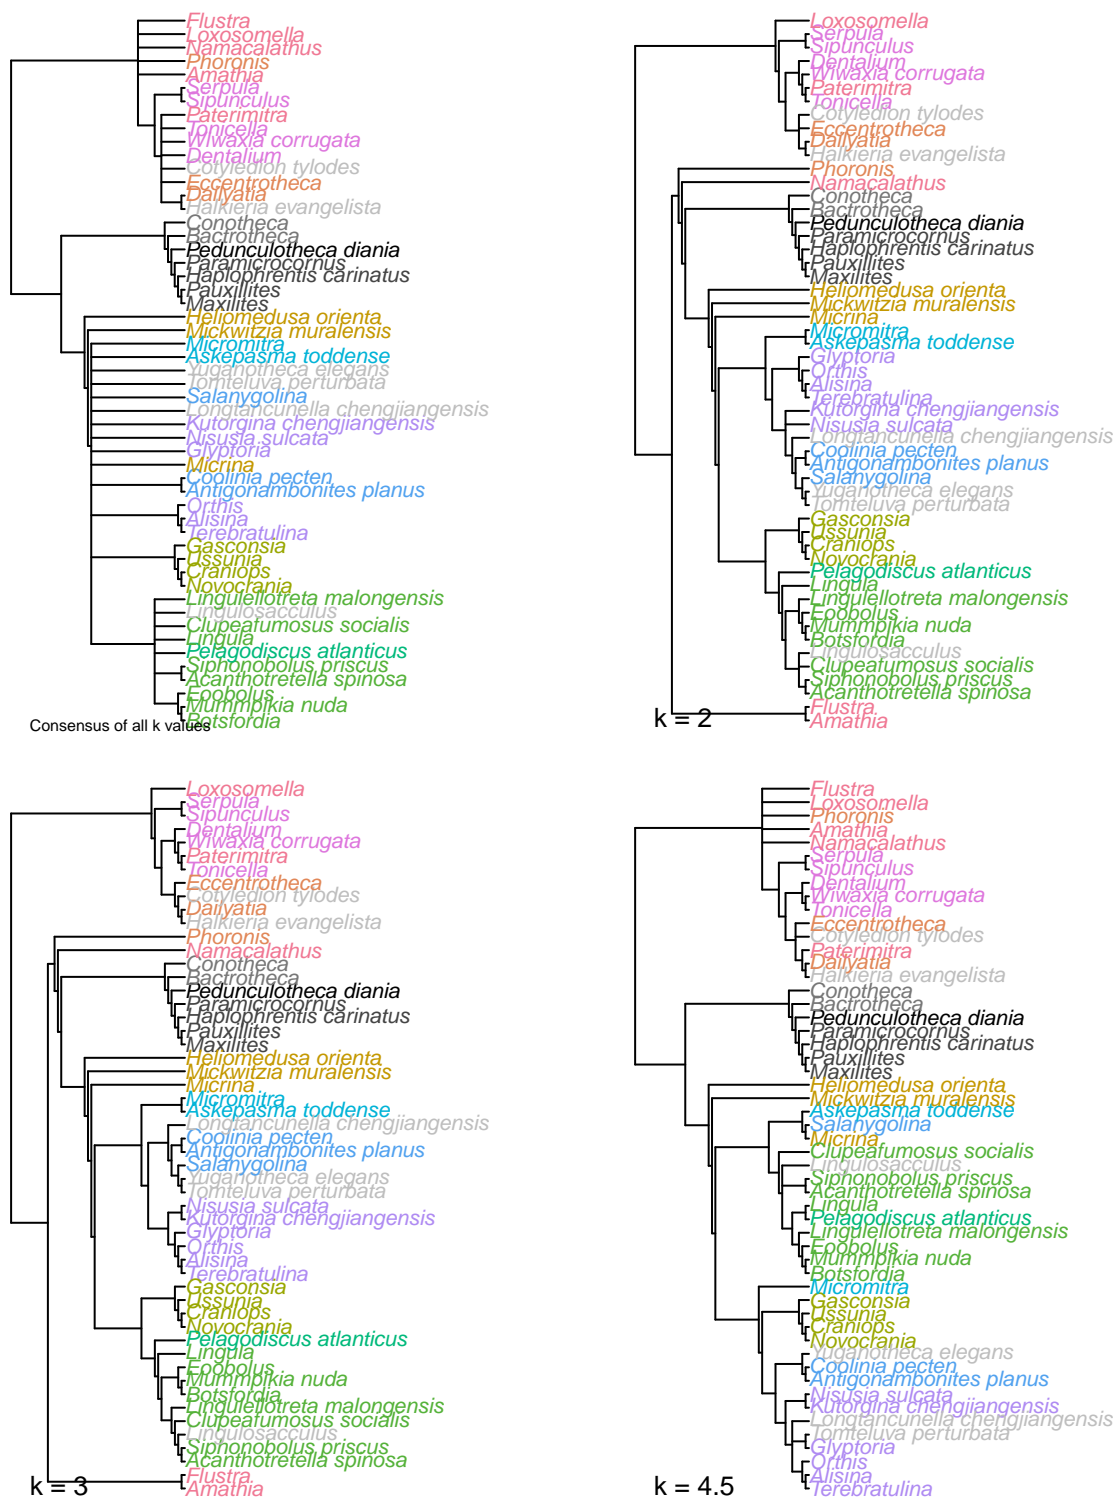 Flustra
Loxosomella
Namacalathus
Phoronis
Amathia
Serpula
Sipunculus
Paterimitra
Tonicella
Wiwaxia corrugata
Dentalium
Cotyledion tylodes
Eccentrotheca
Dailyatia
Halkieria evangelista
Conotheca
Bactrotheca
Pedunculotheca diania
Paramicrocornus
Haplophrentis carinatus
Pauxillites
Maxilites
Heliomedusa orienta
Mickwitzia muralensis
Micromitra
Askepasma toddense
Yuganotheca elegans
Tomteluva perturbata
Salanygolina
Longtancunella chengjiangensis
Kutorgina chengjiangensis
Nisusia sulcata
Glyptoria
Micrina
Coolinia pecten
Antigonambonites planus
Orthis
Alisina
Terebratulina
Gasconsia
Ussunia
Craniops
Novocrania
Lingulellotreta malongensis
Lingulosacculus
Clupeafumosus socialis
Lingula
Pelagodiscus atlanticus
Siphonobolus priscus
Acanthotretella spinosa
Eoobolus
Mummpikia nuda
Botsfordia
Consensus of all k values
Loxosomella
Serpula
Sipunculus
Dentalium
Wiwaxia corrugata
Paterimitra
Tonicella
Cotyledion tylodes
Eccentrotheca
Dailyatia
Halkieria evangelista
Phoronis
Namacalathus
Conotheca
Bactrotheca
Pedunculotheca diania
Paramicrocornus
Haplophrentis carinatus
Pauxillites
Maxilites
Heliomedusa orienta
Mickwitzia muralensis
Micrina
Micromitra
Askepasma toddense
Glyptoria
Orthis
Alisina
Terebratulina
Kutorgina chengjiangensis
Nisusia sulcata
Longtancunella chengjiangensis
Coolinia pecten
Antigonambonites planus
Salanygolina
Yuganotheca elegans
Tomteluva perturbata
Gasconsia
Ussunia
Craniops
Novocrania
Pelagodiscus atlanticus
Lingula
Lingulellotreta malongensis
Eoobolus
Mummpikia nuda
Botsfordia
Lingulosacculus
Clupeafumosus socialis
Siphonobolus priscus
Acanthotretella spinosa
Flustra
Amathia
k = 2
Loxosomella
Serpula
Sipunculus
Dentalium
Wiwaxia corrugata
Paterimitra
Tonicella
Eccentrotheca
Cotyledion tylodes
Dailyatia
Halkieria evangelista
Phoronis
Namacalathus
Conotheca
Bactrotheca
Pedunculotheca diania
Paramicrocornus
Haplophrentis carinatus
Pauxillites
Maxilites
Heliomedusa orienta
Mickwitzia muralensis
Micrina
Micromitra
Askepasma toddense
Longtancunella chengjiangensis
Coolinia pecten
Antigonambonites planus
Salanygolina
Yuganotheca elegans
Tomteluva perturbata
Nisusia sulcata
Kutorgina chengjiangensis
Glyptoria
Orthis
Alisina
Terebratulina
Gasconsia
Ussunia
Craniops
Novocrania
Pelagodiscus atlanticus
Lingula
Eoobolus
Mummpikia nuda
Botsfordia
Lingulellotreta malongensis
Clupeafumosus socialis
Lingulosacculus
Siphonobolus priscus
Acanthotretella spinosa
Flustra
Amathia
k = 3
Flustra
Loxosomella
Phoronis
Amathia
Namacalathus
Serpula
Sipunculus
Dentalium
Wiwaxia corrugata
Tonicella
Eccentrotheca
Cotyledion tylodes
Paterimitra
Dailyatia
Halkieria evangelista
Conotheca
Bactrotheca
Pedunculotheca diania
Paramicrocornus
Haplophrentis carinatus
Pauxillites
Maxilites
Heliomedusa orienta
Mickwitzia muralensis
Askepasma toddense
Salanygolina
Micrina
Clupeafumosus socialis
Lingulosacculus
Siphonobolus priscus
Acanthotretella spinosa
Lingula
Pelagodiscus atlanticus
Lingulellotreta malongensis
Eoobolus
Mummpikia nuda
Botsfordia
Micromitra
Gasconsia
Ussunia
Craniops
Novocrania
Yuganotheca elegans
Coolinia pecten
Antigonambonites planus
Nisusia sulcata
Kutorgina chengjiangensis
Longtancunella chengjiangensis
Tomteluva perturbata
Glyptoria
Orthis
Alisina
Terebratulina
k = 4.5